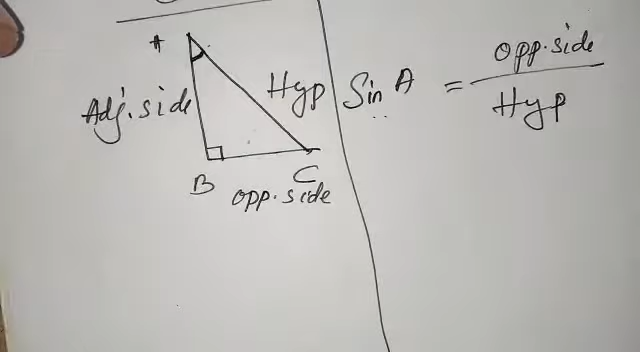 A
Adj. side
Hyp
B
C
opp. side
Sin A = opp. side / Hyp